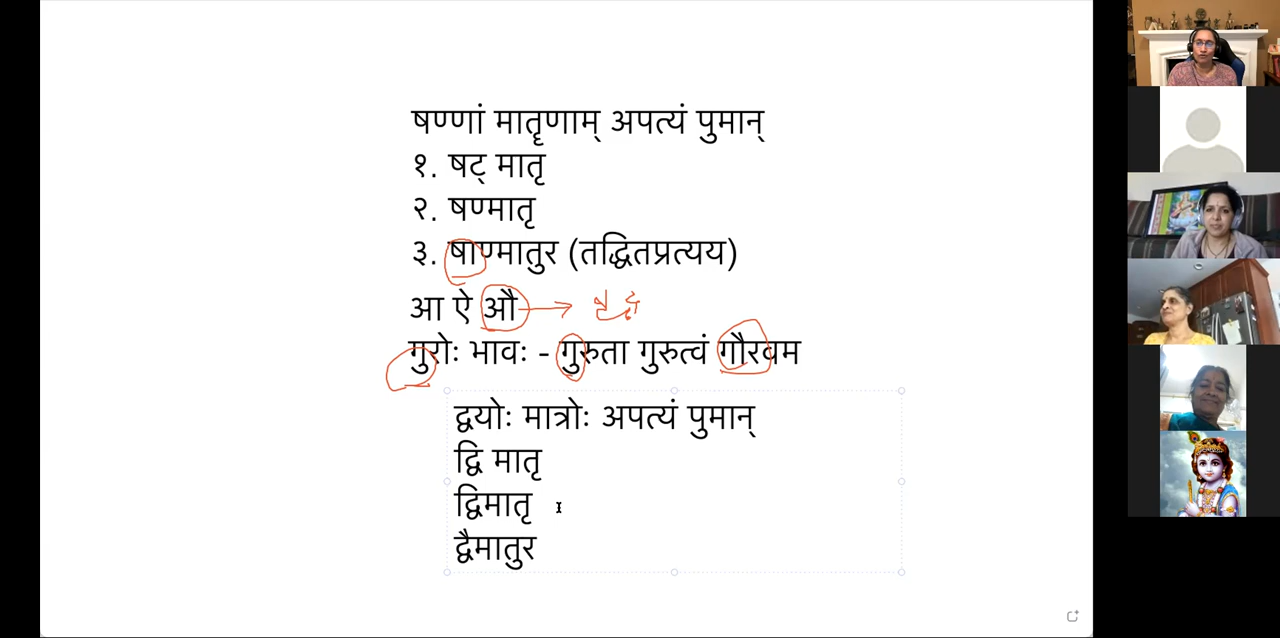 षण्णां मातॄणाम् अपत्यं पुमान्
१. षट् मातृ
२. षण्मातृ
३. षाण्मातुर (तद्धितप्रत्यय)
आ ऐ औ
गुरोः भावः - गुरुता गुरुत्वं गौरवम
द्वयोः मात्रोः अपत्यं पुमान्
द्वि मातृ
द्विमातृ
द्वैमातुर